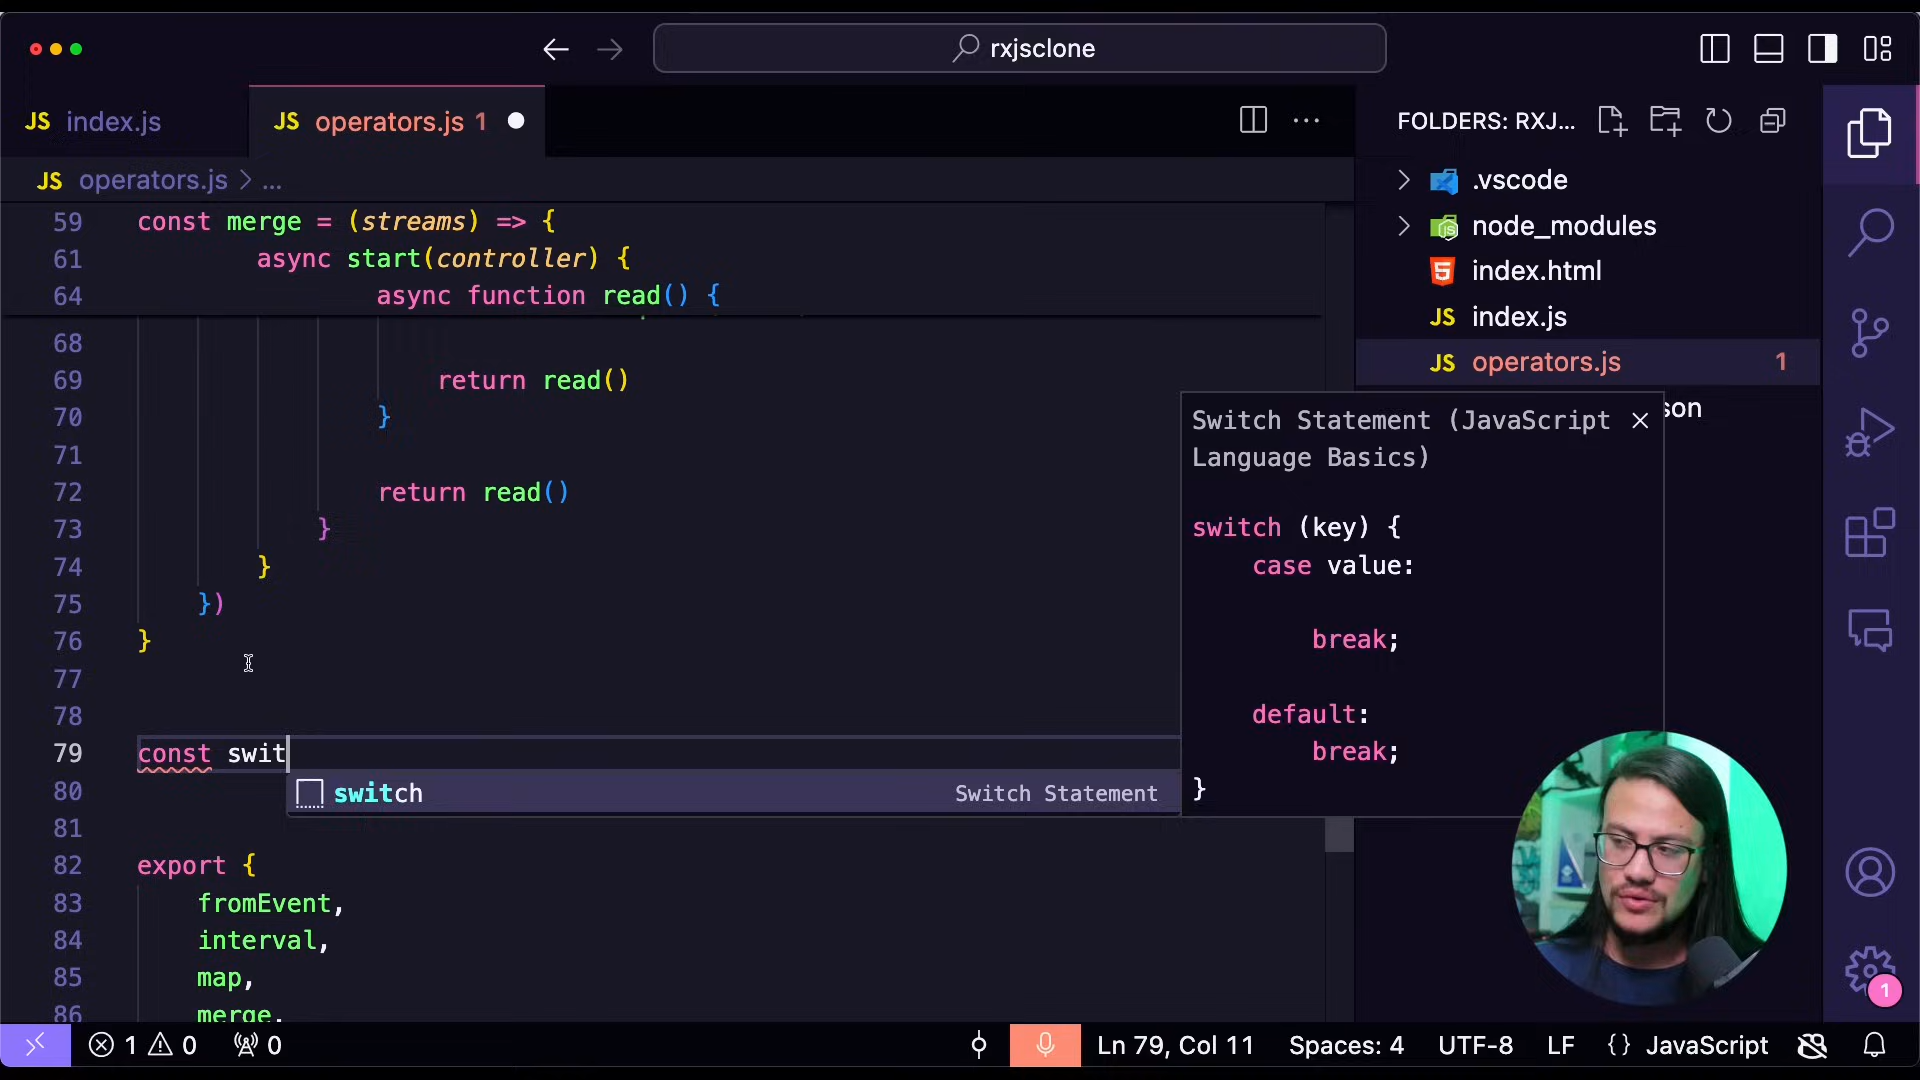 rxjsclone
JS index.js
JS operators.js 1
FOLDERS: RXJ...
JS operators.js > ...
59 const merge = (streams) => {
61 async start(controller) {
64 async function read() {
68
69 return read()
70 }
71
72 return read()
73 }
74 }
75 })
76 }
77
78
79 const swit
switch Switch Statement
80
81
82 export {
83 fromEvent,
84 interval,
85 map,
86 merge,
Switch Statement (JavaScript
Language Basics)
switch (key) {
case value:
break;
default:
break;
}
.vscode
node_modules
index.html
JS index.js
JS operators.js 1
son
1
1 0 0
Ln 79, Col 11
Spaces: 4
UTF-8
LF
{} JavaScript